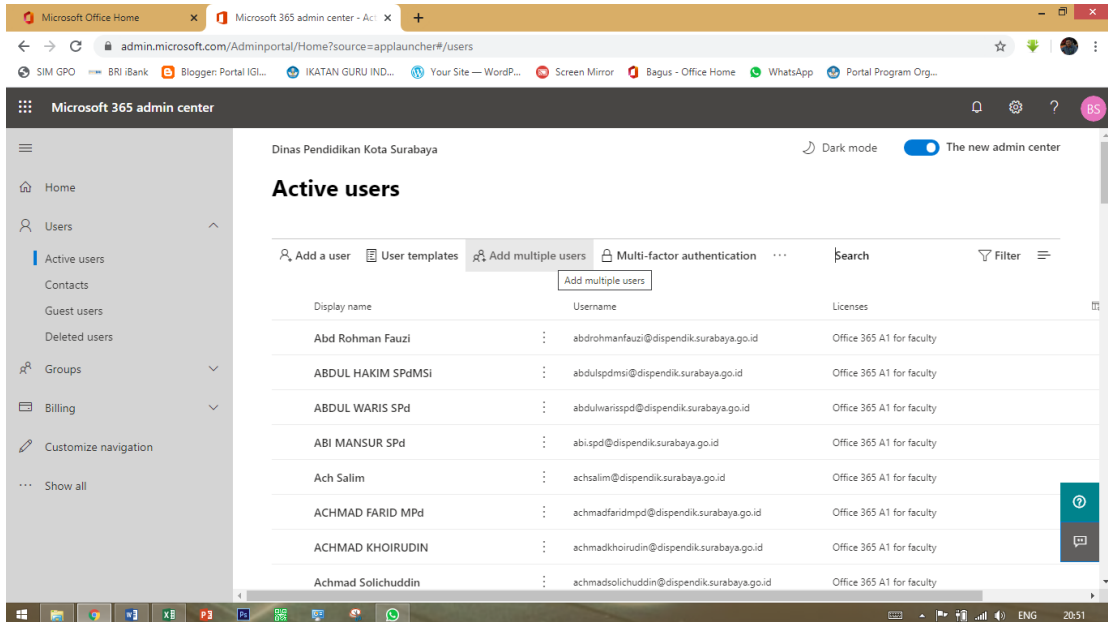 Microsoft Office Home
Microsoft 365 admin center - Act
admin.microsoft.com/Adminportal/Home?source=applauncher#/users
SIM GPO BRI iBank Blogger: Portal IGI... IKATAN GURU IND... Your Site — WordP... Screen Mirror Bagus - Office Home WhatsApp Portal Program Org...
Microsoft 365 admin center
BS
Dinas Pendidikan Kota Surabaya
Dark mode
The new admin center
Home
Users
Active users
Contacts
Guest users
Deleted users
Groups
Billing
Customize navigation
Show all
Active users
Add a user User templates Add multiple users Multi-factor authentication ... Search Filter
Add multiple users
Display name Username Licenses
Abd Rohman Fauzi abdrohmanfauzi@dispendik.surabaya.go.id Office 365 A1 for faculty
ABDUL HAKIM SPdMSi abdulspdmsi@dispendik.surabaya.go.id Office 365 A1 for faculty
ABDUL WARIS SPd abdulwarisspd@dispendik.surabaya.go.id Office 365 A1 for faculty
ABI MANSUR SPd abi.spd@dispendik.surabaya.go.id Office 365 A1 for faculty
Ach Salim achsalim@dispendik.surabaya.go.id Office 365 A1 for faculty
ACHMAD FARID MPd achmadfaridmpd@dispendik.surabaya.go.id Office 365 A1 for faculty
ACHMAD KHOIRUDIN achmadkhoirudin@dispendik.surabaya.go.id Office 365 A1 for faculty
Achmad Solichuddin achmadsolichuddin@dispendik.surabaya.go.id Office 365 A1 for faculty
ENG 20:51